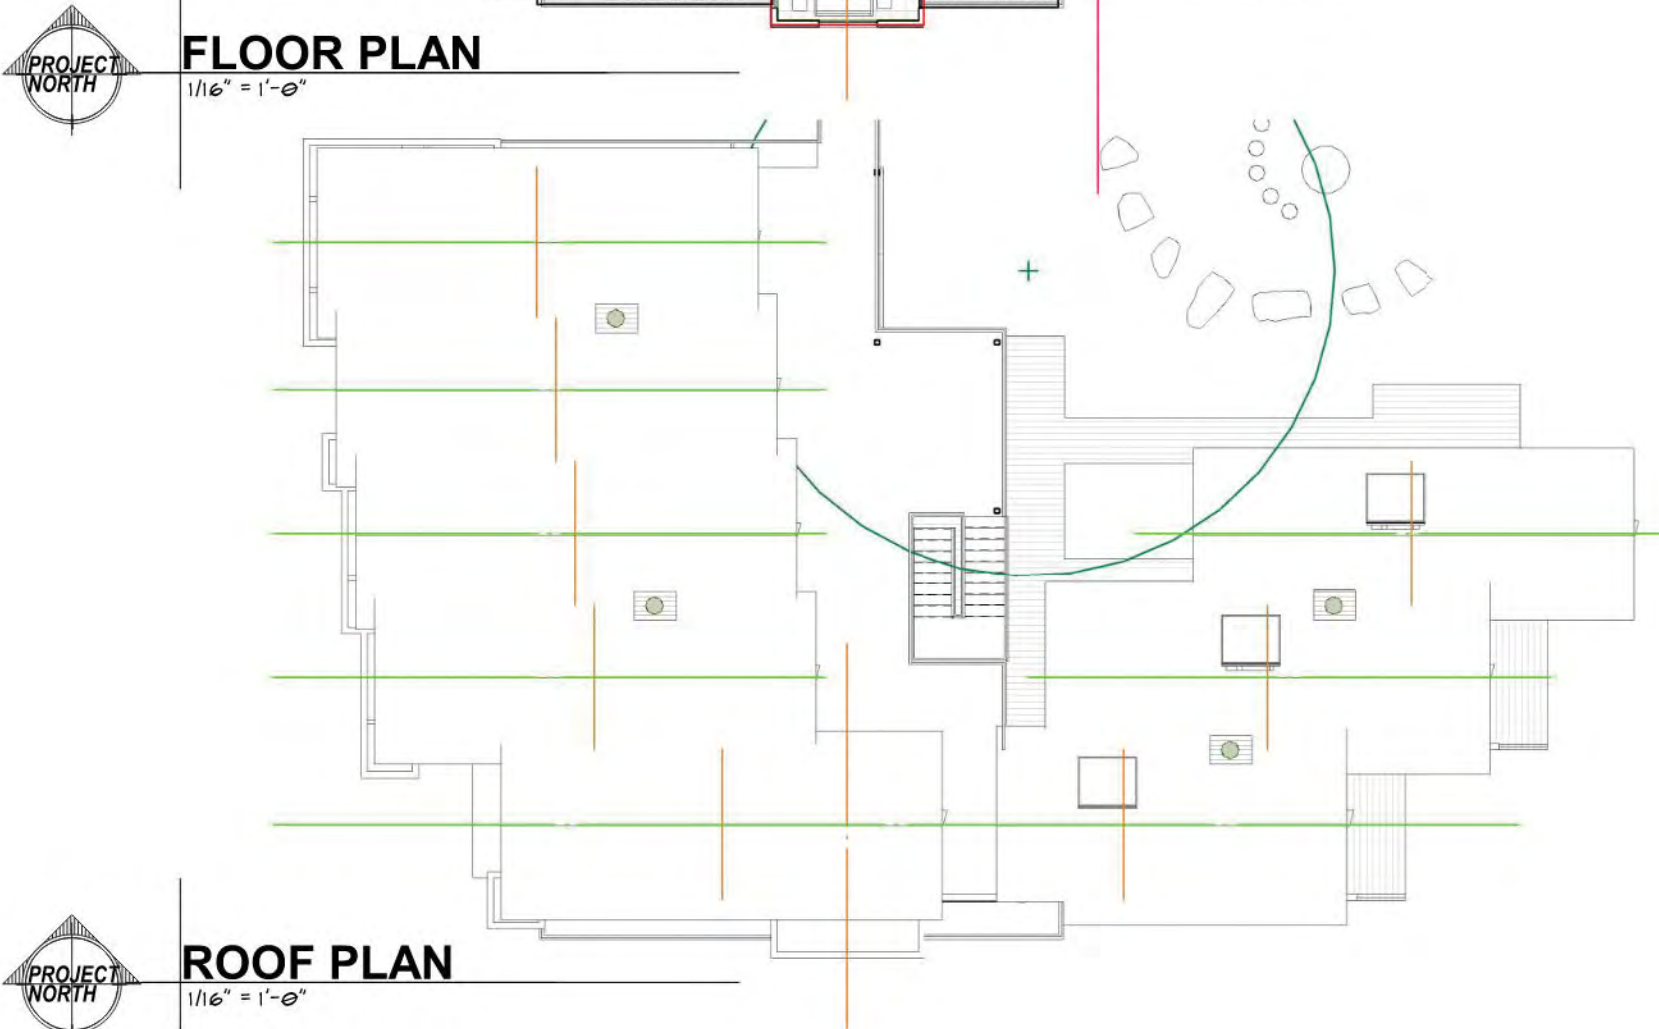 PROJECT
NORTH
FLOOR PLAN
1/16" = 1'-0"
PROJECT
NORTH
ROOF PLAN
1/16" = 1'-0"